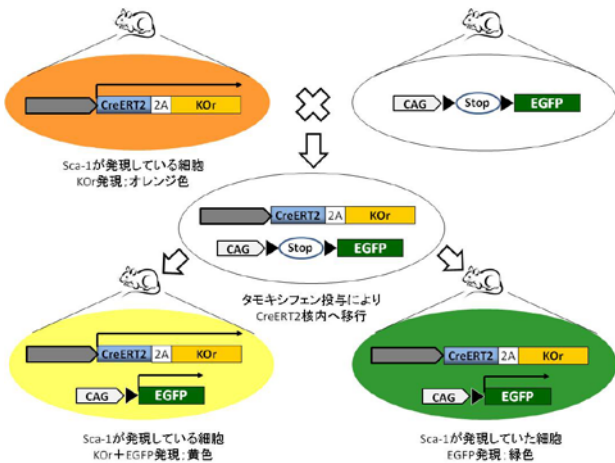 CreERT2 2A KOr
CAG Stop EGFP
Sca-1が発現している細胞
KOr発現:オレンジ色
CreERT2 2A KOr
CAG Stop EGFP
タモキシフェン投与により
CreERT2核内へ移行
CreERT2 2A KOr
CAG EGFP
Sca-1が発現している細胞
KOr+EGFP発現:黄色
CreERT2 2A KOr
CAG EGFP
Sca-1が発現していた細胞
EGFP発現:緑色